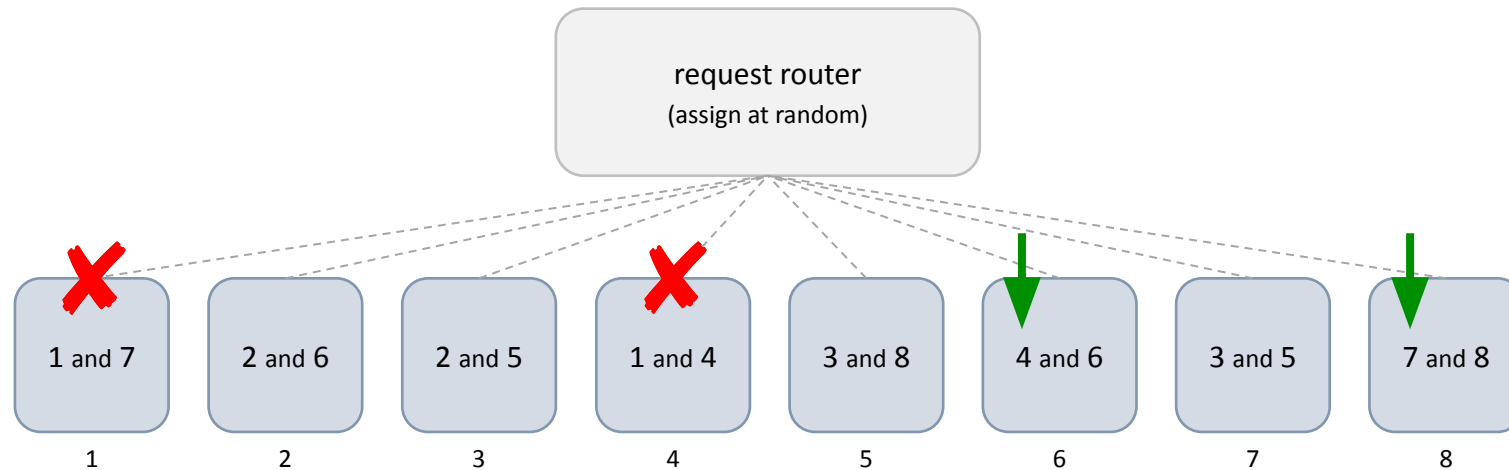 request router
(assign at random)
1 and 7
2 and 6
2 and 5
1 and 4
3 and 8
4 and 6
3 and 5
7 and 8
1
2
3
4
5
6
7
8